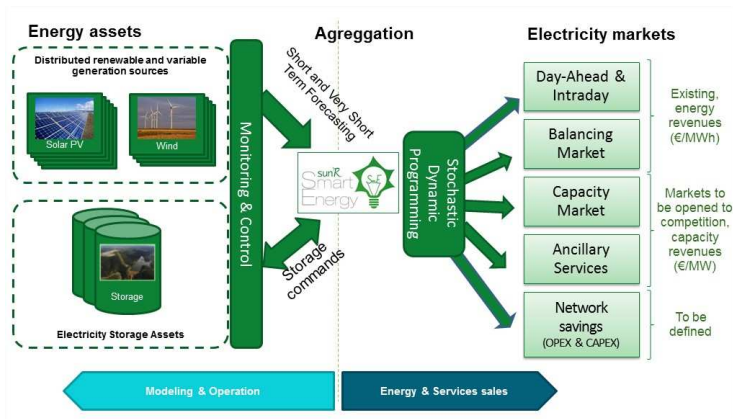 Energy assets
Agreggation
Electricity markets
Distributed renewable and variable
generation sources
Solar PV
Wind
Storage
Electricity Storage Assets
Monitoring & Control
Short and Very Short
Term Forecasting
sunR
Smart
Energy
S-E
Storage
commands
Stochastic
Dynamic
Programming
Day-Ahead &
Intraday
Balancing
Market
Capacity
Market
Ancillary
Services
Network
savings
(OPEX & CAPEX)
Existing,
energy
revenues
(€/MWh)
Markets to
be opened to
competition,
capacity
revenues
(€/MW)
To be
defined
Modeling & Operation
Energy & Services sales